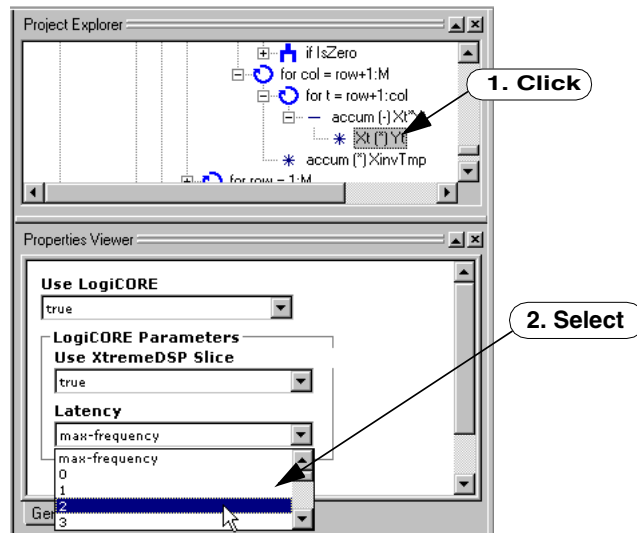 Project Explorer
if IsZero
for col = row+1:M
1. Click
for t = row+1:col
accum (-) Xt*Y
Xt (*) Yt
accum (*) XinvTmp
for row = 1:M
Properties Viewer
Use LogiCORE
true
LogiCORE Parameters
2. Select
Use XtremeDSP Slice
true
Latency
max-frequency
max-frequency
0
1
2
Ger
3